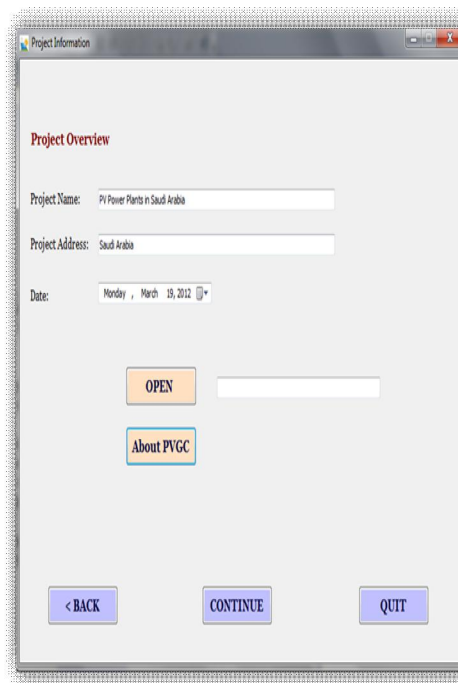 Project Information
Project Overview
Project Name: PV Power Plants in Saudi Arabia
Project Address: Saudi Arabia
Date: Monday , March 19, 2012
OPEN
About PVGC
< BACK CONTINUE QUIT